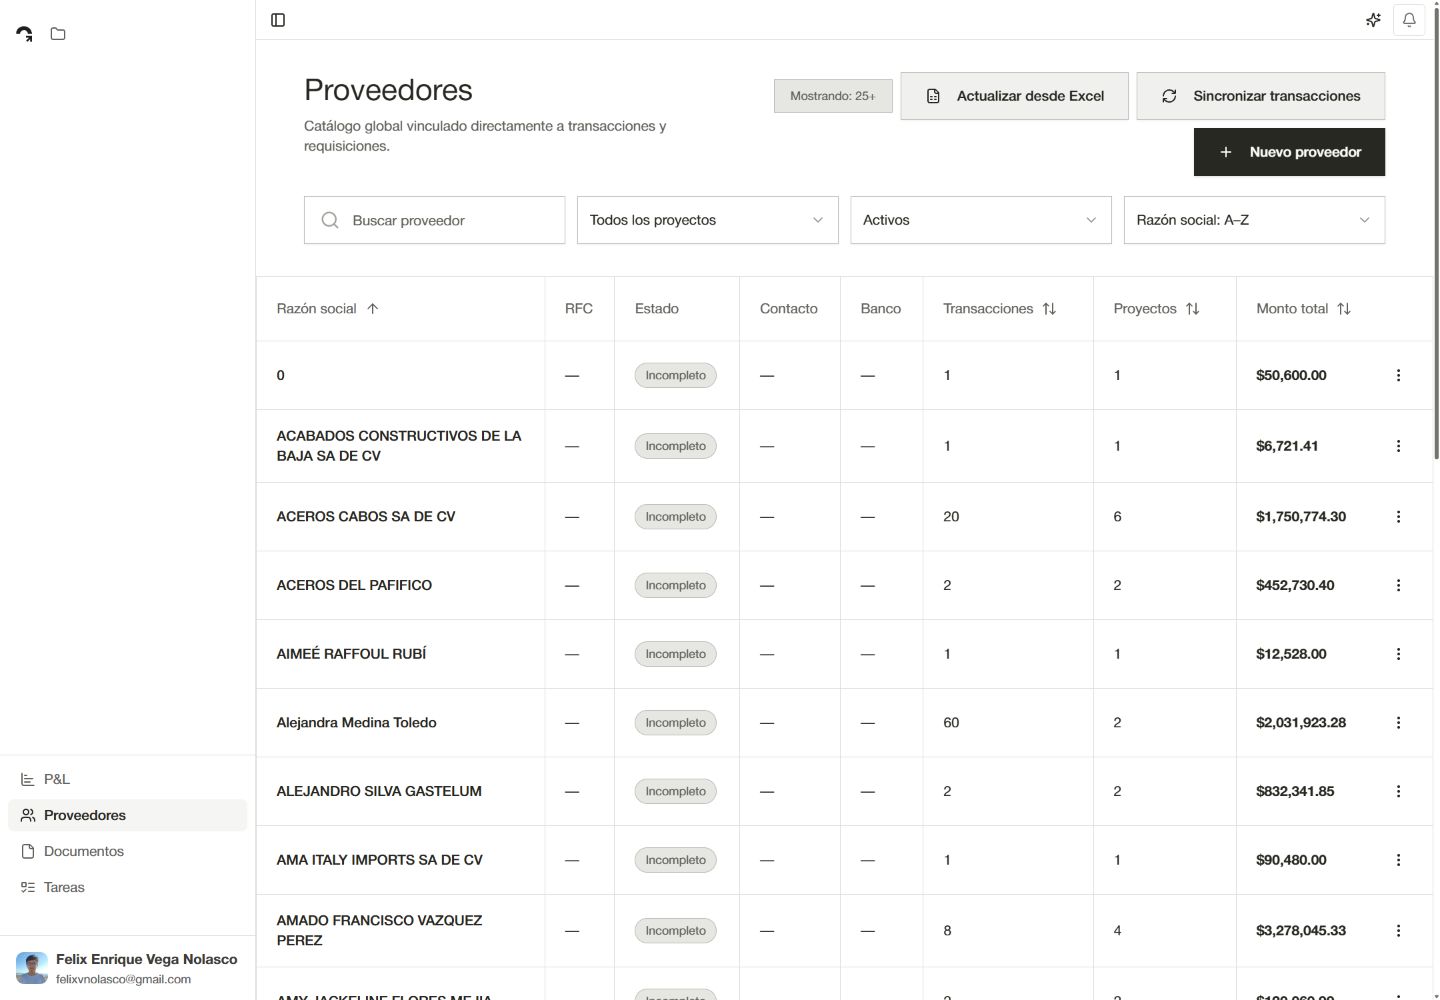 Proveedores
Catálogo global vinculado directamente a transacciones y
requisiciones.
Mostrando: 25+
Actualizar desde Excel
Sincronizar transacciones
Nuevo proveedor
Buscar proveedor
Todos los proyectos
Activos
Razón social: A–Z
Razón social RFC Estado Contacto Banco Transacciones Proyectos Monto total
0 — Incompleto — — 1 1 $50,600.00
ACABADOS CONSTRUCTIVOS DE LA
BAJA SA DE CV — Incompleto — — 1 1 $6,721.41
ACEROS CABOS SA DE CV — Incompleto — — 20 6 $1,750,774.30
ACEROS DEL PAFIFICO — Incompleto — — 2 2 $452,730.40
AIMEÉ RAFFOUL RUBÍ — Incompleto — — 1 1 $12,528.00
Alejandra Medina Toledo — Incompleto — — 60 2 $2,031,923.28
ALEJANDRO SILVA GASTELUM — Incompleto — — 2 2 $832,341.85
AMA ITALY IMPORTS SA DE CV — Incompleto — — 1 1 $90,480.00
AMADO FRANCISCO VAZQUEZ
PEREZ — Incompleto — — 8 4 $3,278,045.33
P&L
Proveedores
Documentos
Tareas
Felix Enrique Vega Nolasco
felixvnolasco@gmail.com